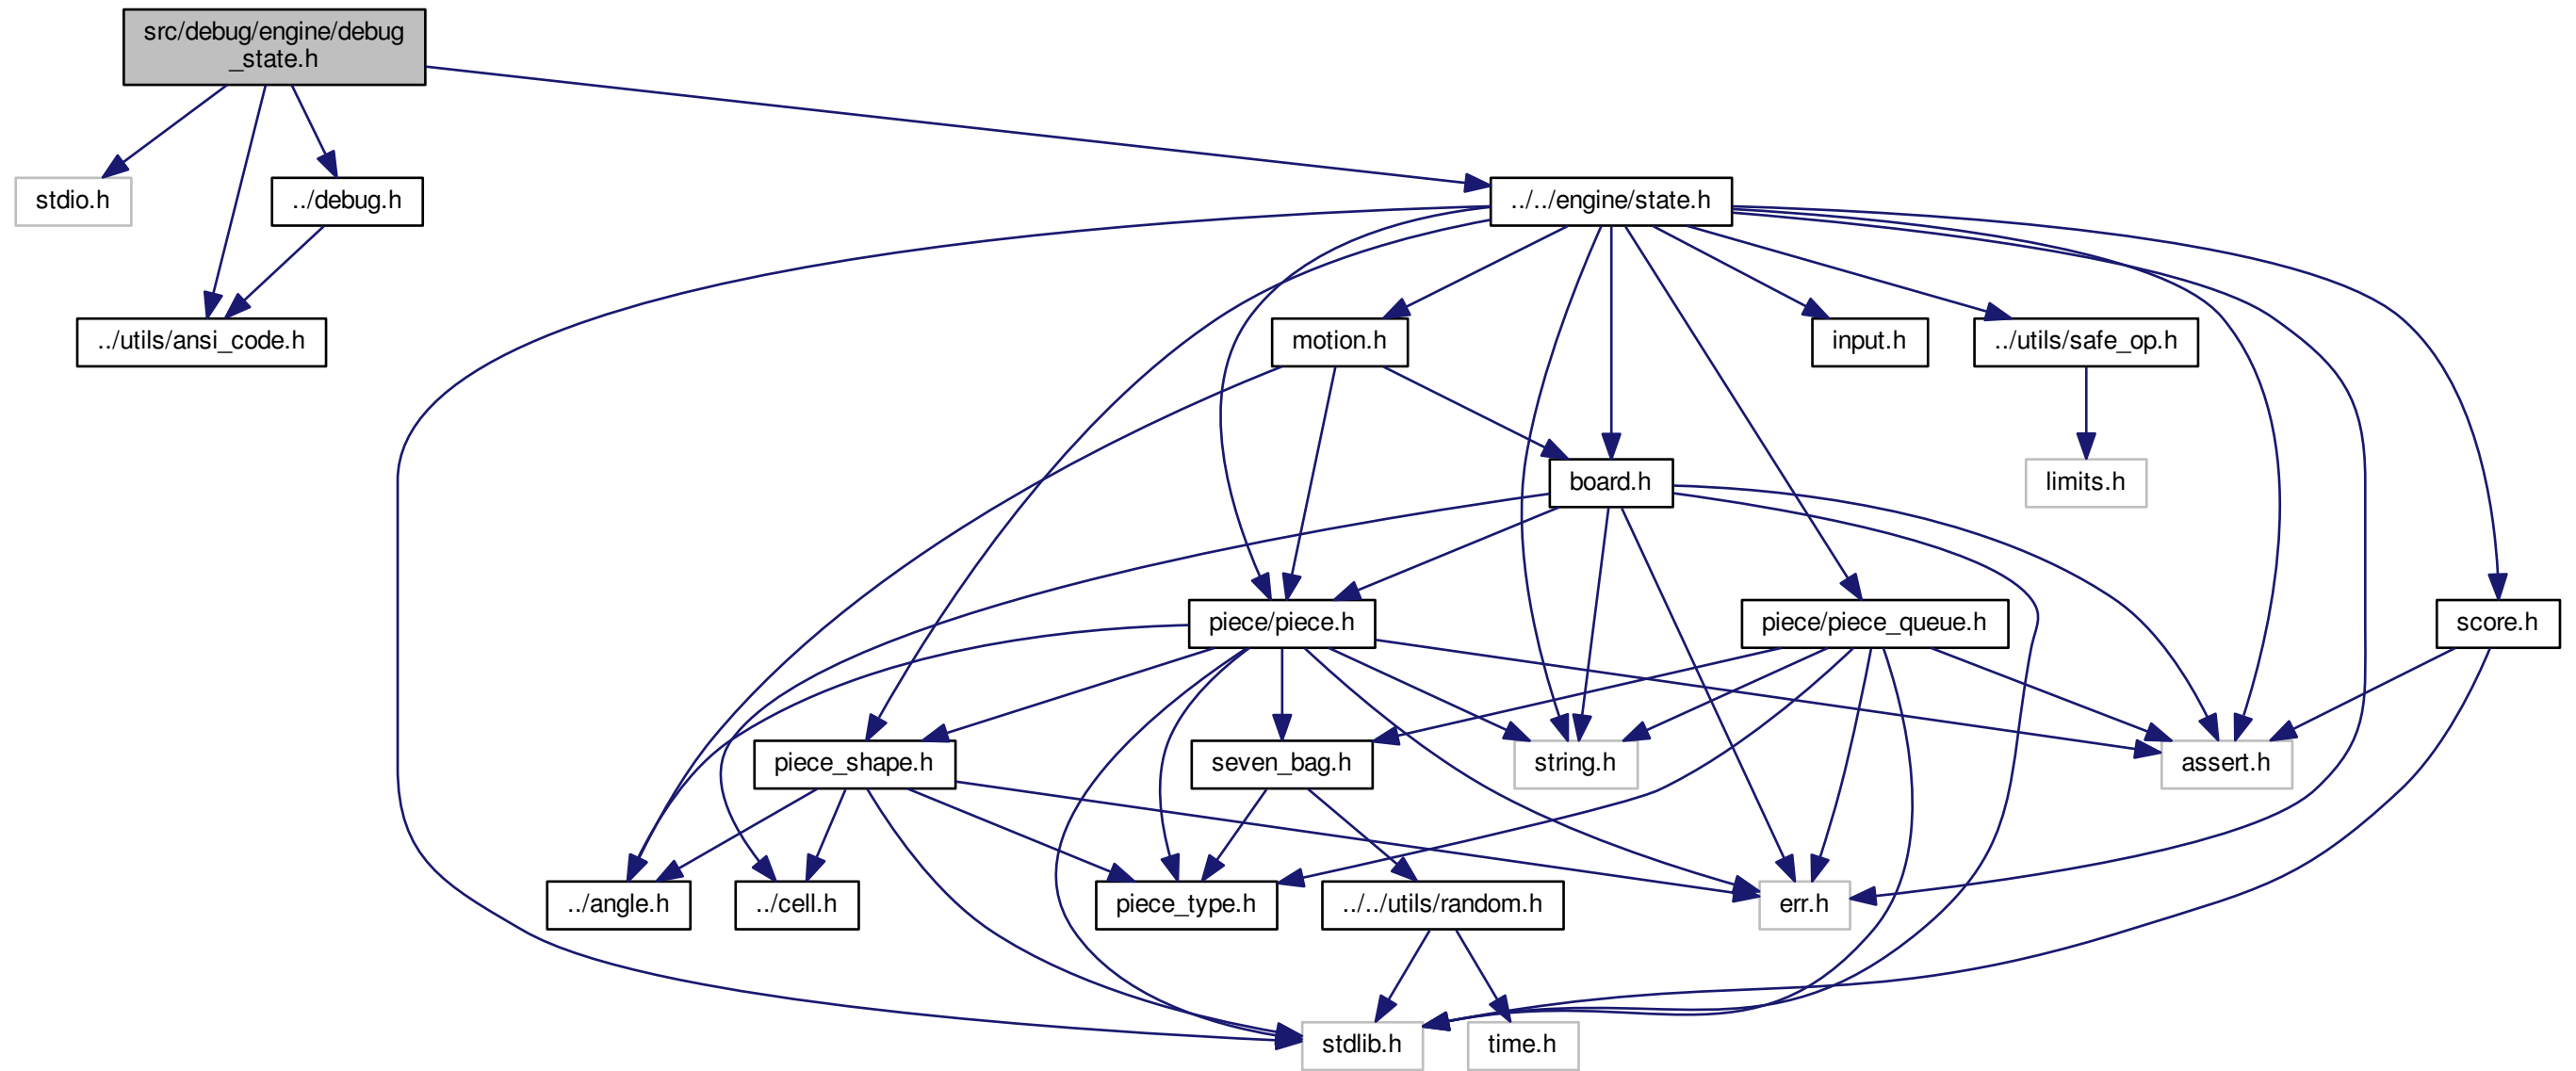 src/debug/engine/debug
_state.h
stdio.h
../debug.h
../../engine/state.h
../utils/ansi_code.h
motion.h
input.h
../utils/safe_op.h
board.h
limits.h
piece/piece.h
piece/piece_queue.h
score.h
piece_shape.h
seven_bag.h
string.h
assert.h
../angle.h
../cell.h
piece_type.h
../../utils/random.h
err.h
stdlib.h
time.h